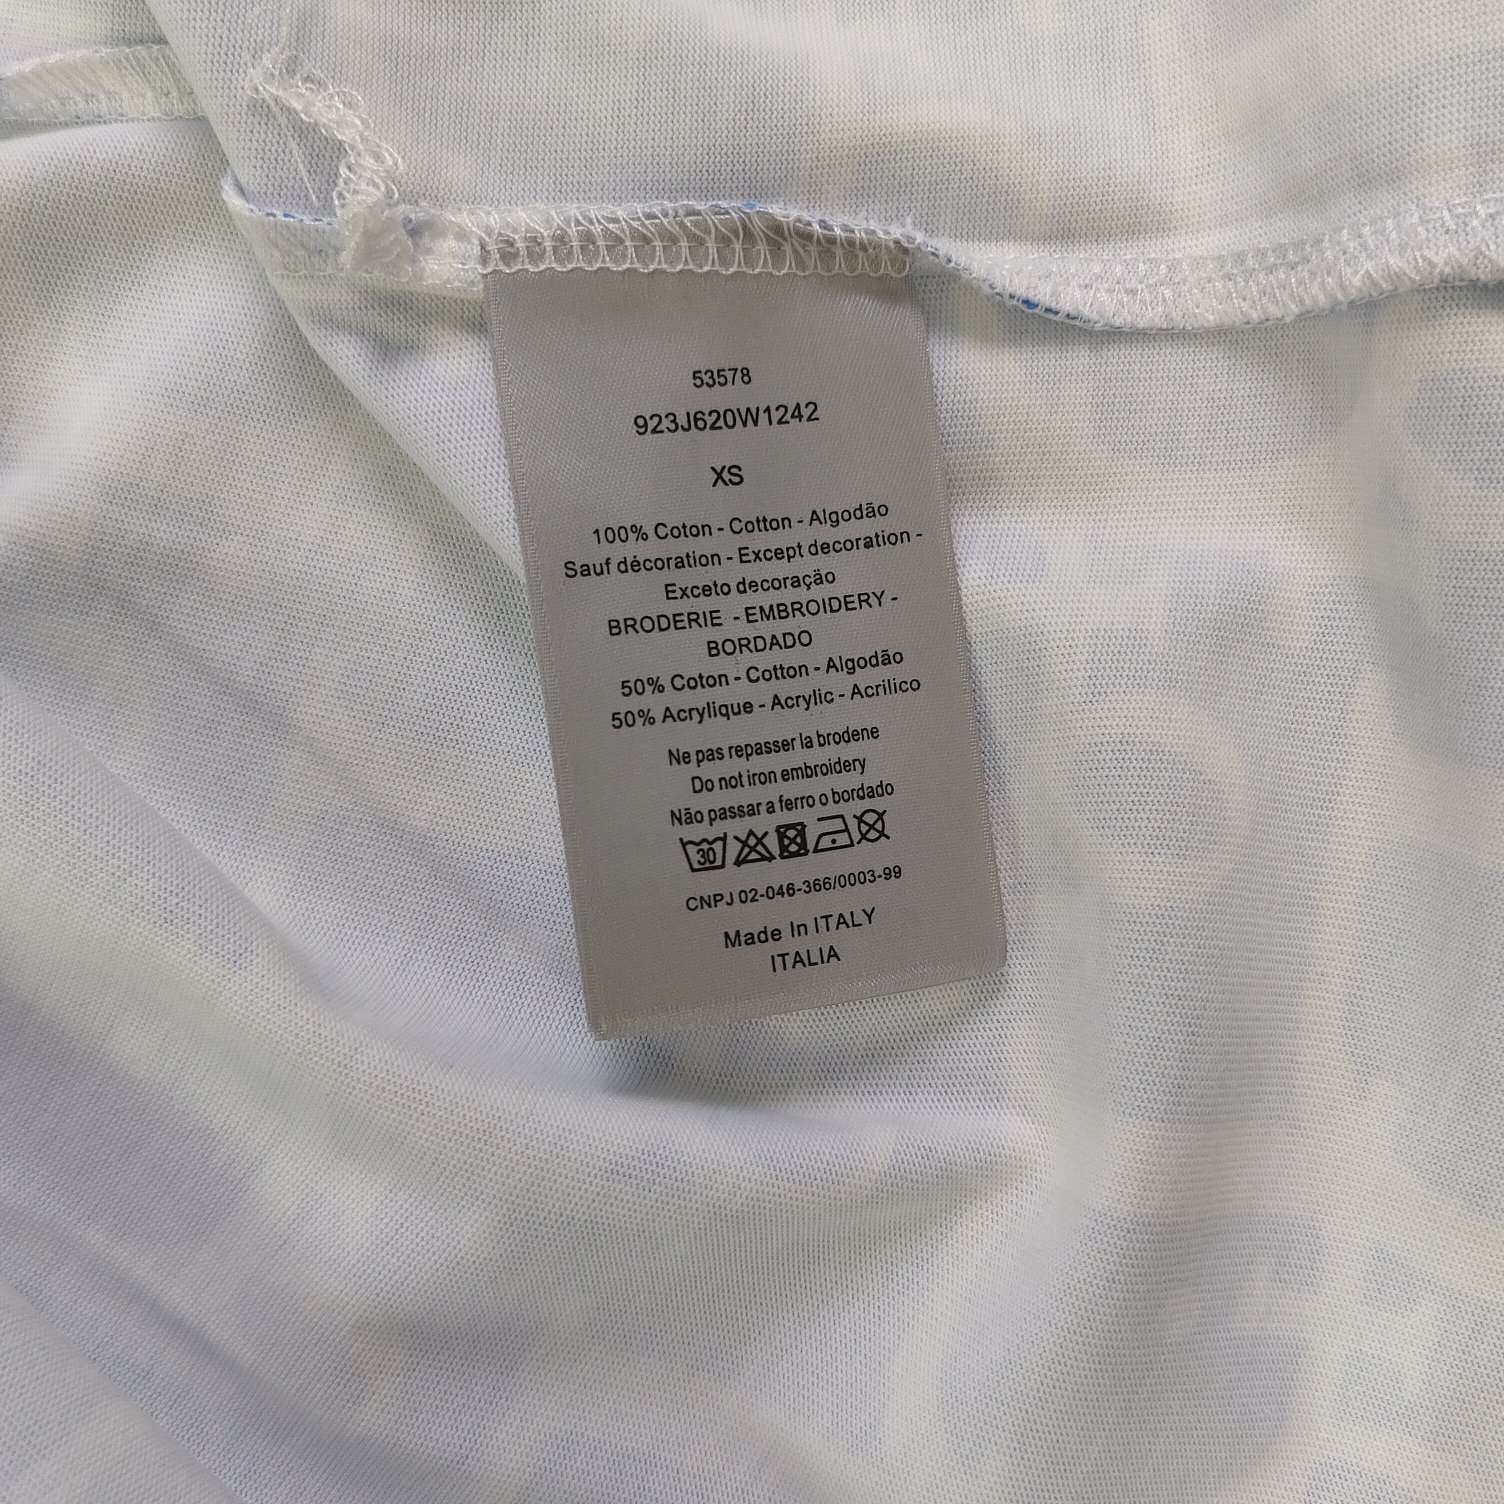 53578
923J620W1242
XS
100% Coton - Cotton - Algodão
Sauf décoration - Except decoration -
Exceto decoraçäo
BRODERIE - EMBROIDERY -
BORDADO
50% Coton - Cotton - Algodão
50% Acrylique - Acrylic - Acrilico
Ne pas repasser la brodene
Do not iron embroidery
Não passar a ferro o bordado
30
CNPJ 02-046-366/0003-99
Made In ITALY
ITALIA